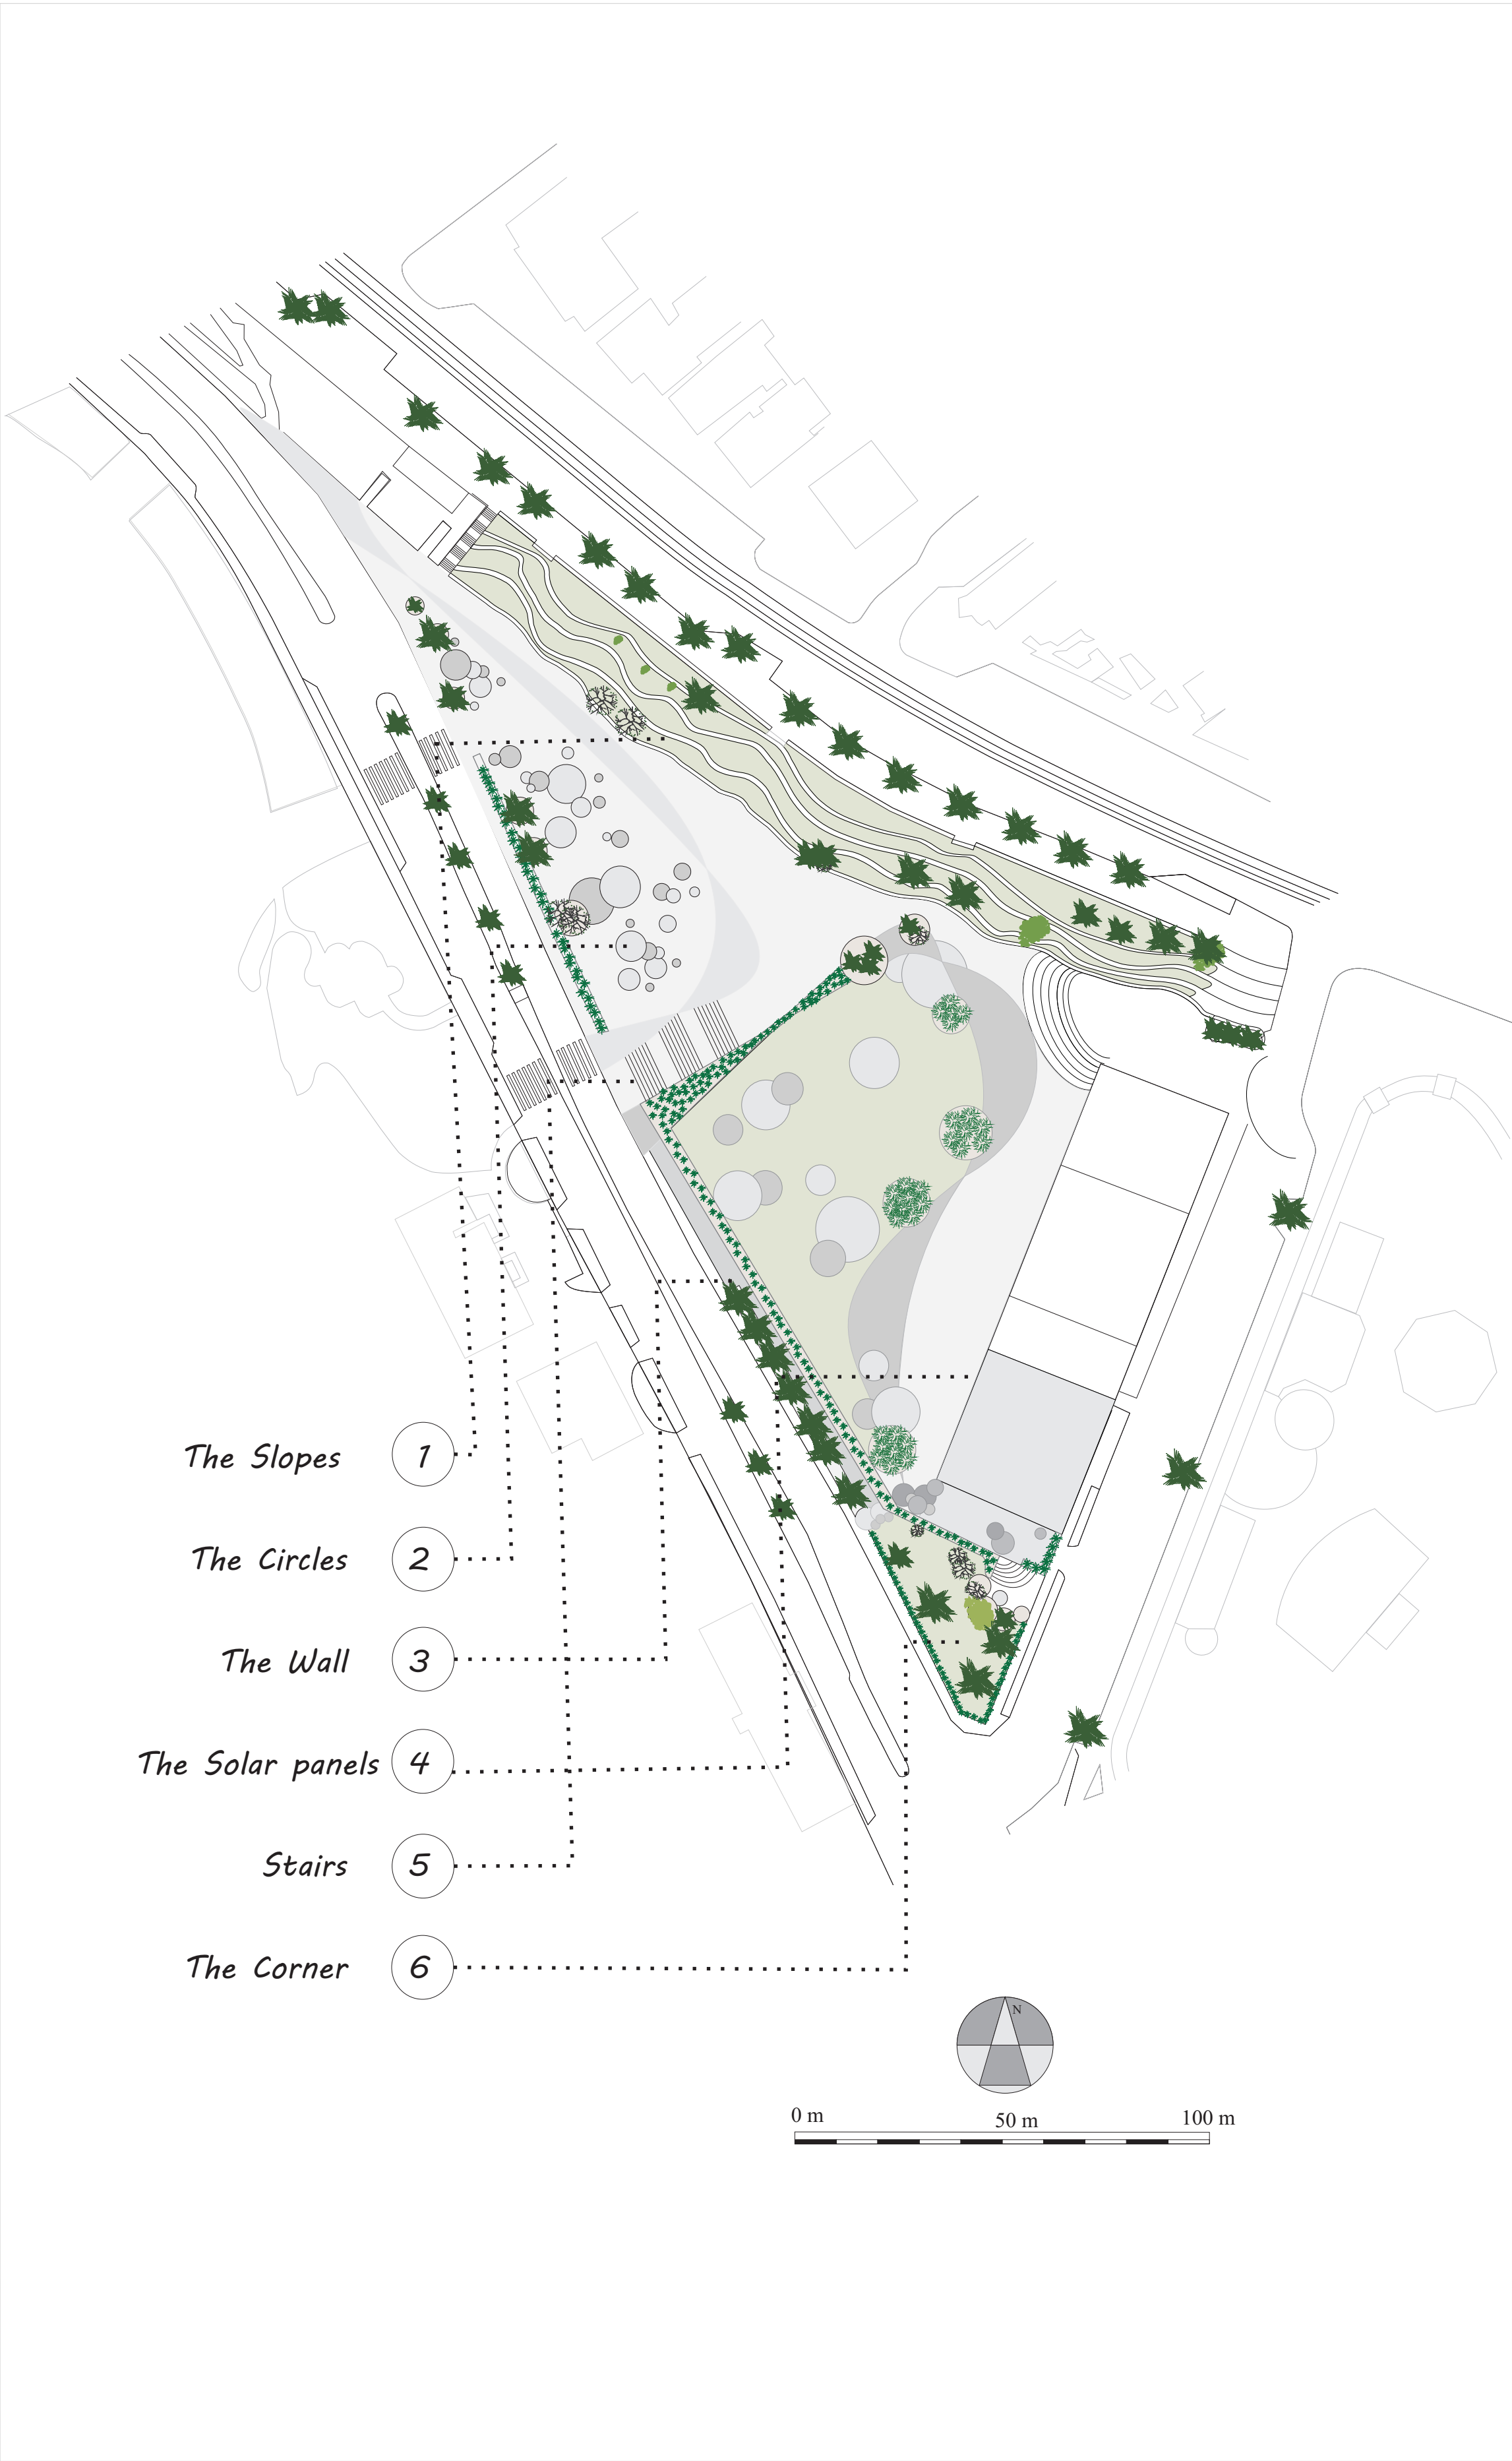 The Slopes 1
The Circles 2
The Wall 3
The Solar panels 4
Stairs 5
The Corner 6
N
0 m 50 m 100 m